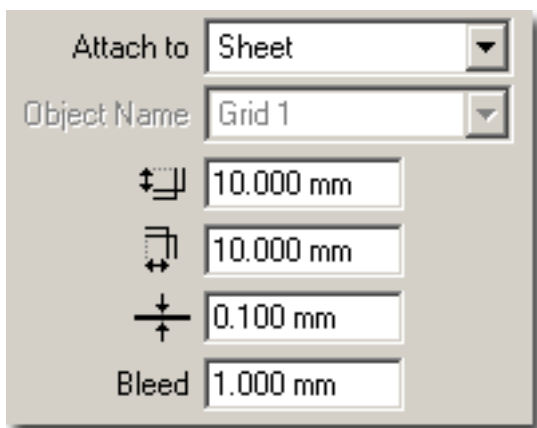 Attach to Sheet
Object Name Grid 1
10.000 mm
10.000 mm
0.100 mm
Bleed 1.000 mm